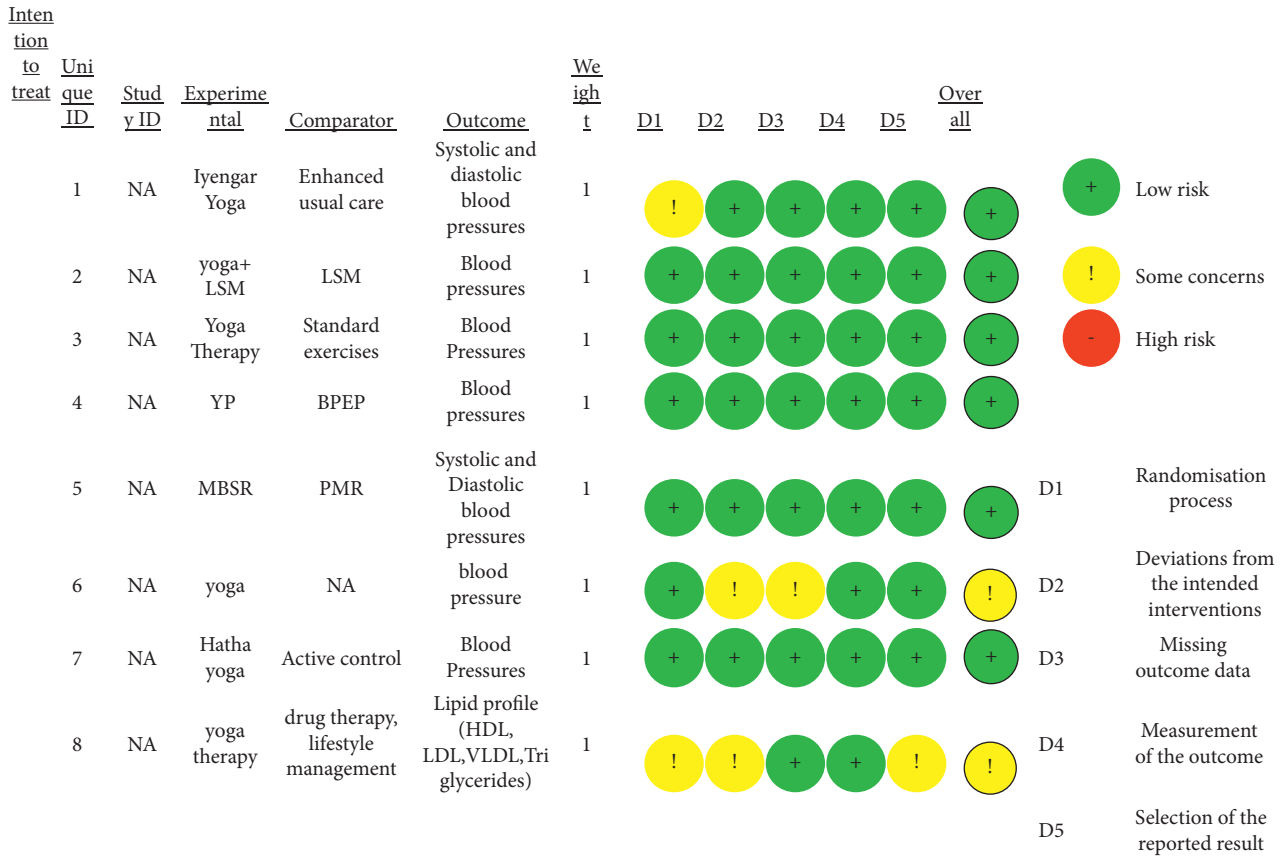 Inten
tion
to
treat
Uni
que
ID
Stud
y ID
Experime
ntal
Comparator
Outcome
We
igh
t
D1
D2
D3
D4
D5
Over
all
1
NA
Iyengar
Yoga
Enhanced
usual care
Systolic and
diastolic
blood
pressures
1
!
+
+
+
+
+
2
NA
yoga+
LSM
LSM
Blood
pressures
1
+
+
+
+
+
+
3
NA
Yoga
Therapy
Standard
exercises
Blood
Pressures
1
+
+
+
+
+
+
4
NA
YP
BPEP
Blood
pressures
1
+
+
+
+
+
+
5
NA
MBSR
PMR
Systolic and
Diastolic
blood
pressures
1
+
+
+
+
+
+
6
NA
yoga
NA
blood
pressure
1
+
!
!
+
+
!
7
NA
Hatha
yoga
Active control
Blood
Pressures
1
+
+
+
+
+
+
8
NA
yoga
therapy
drug therapy,
lifestyle
management
Lipid profile
(HDL,
LDL,VLDL,Tri
glycerides)
1
!
!
+
+
!
!
+
Low risk
!
Some concerns
-
High risk
D1
Randomisation
process
D2
Deviations from
the intended
interventions
D3
Missing
outcome data
D4
Measurement
of the outcome
D5
Selection of the
reported result